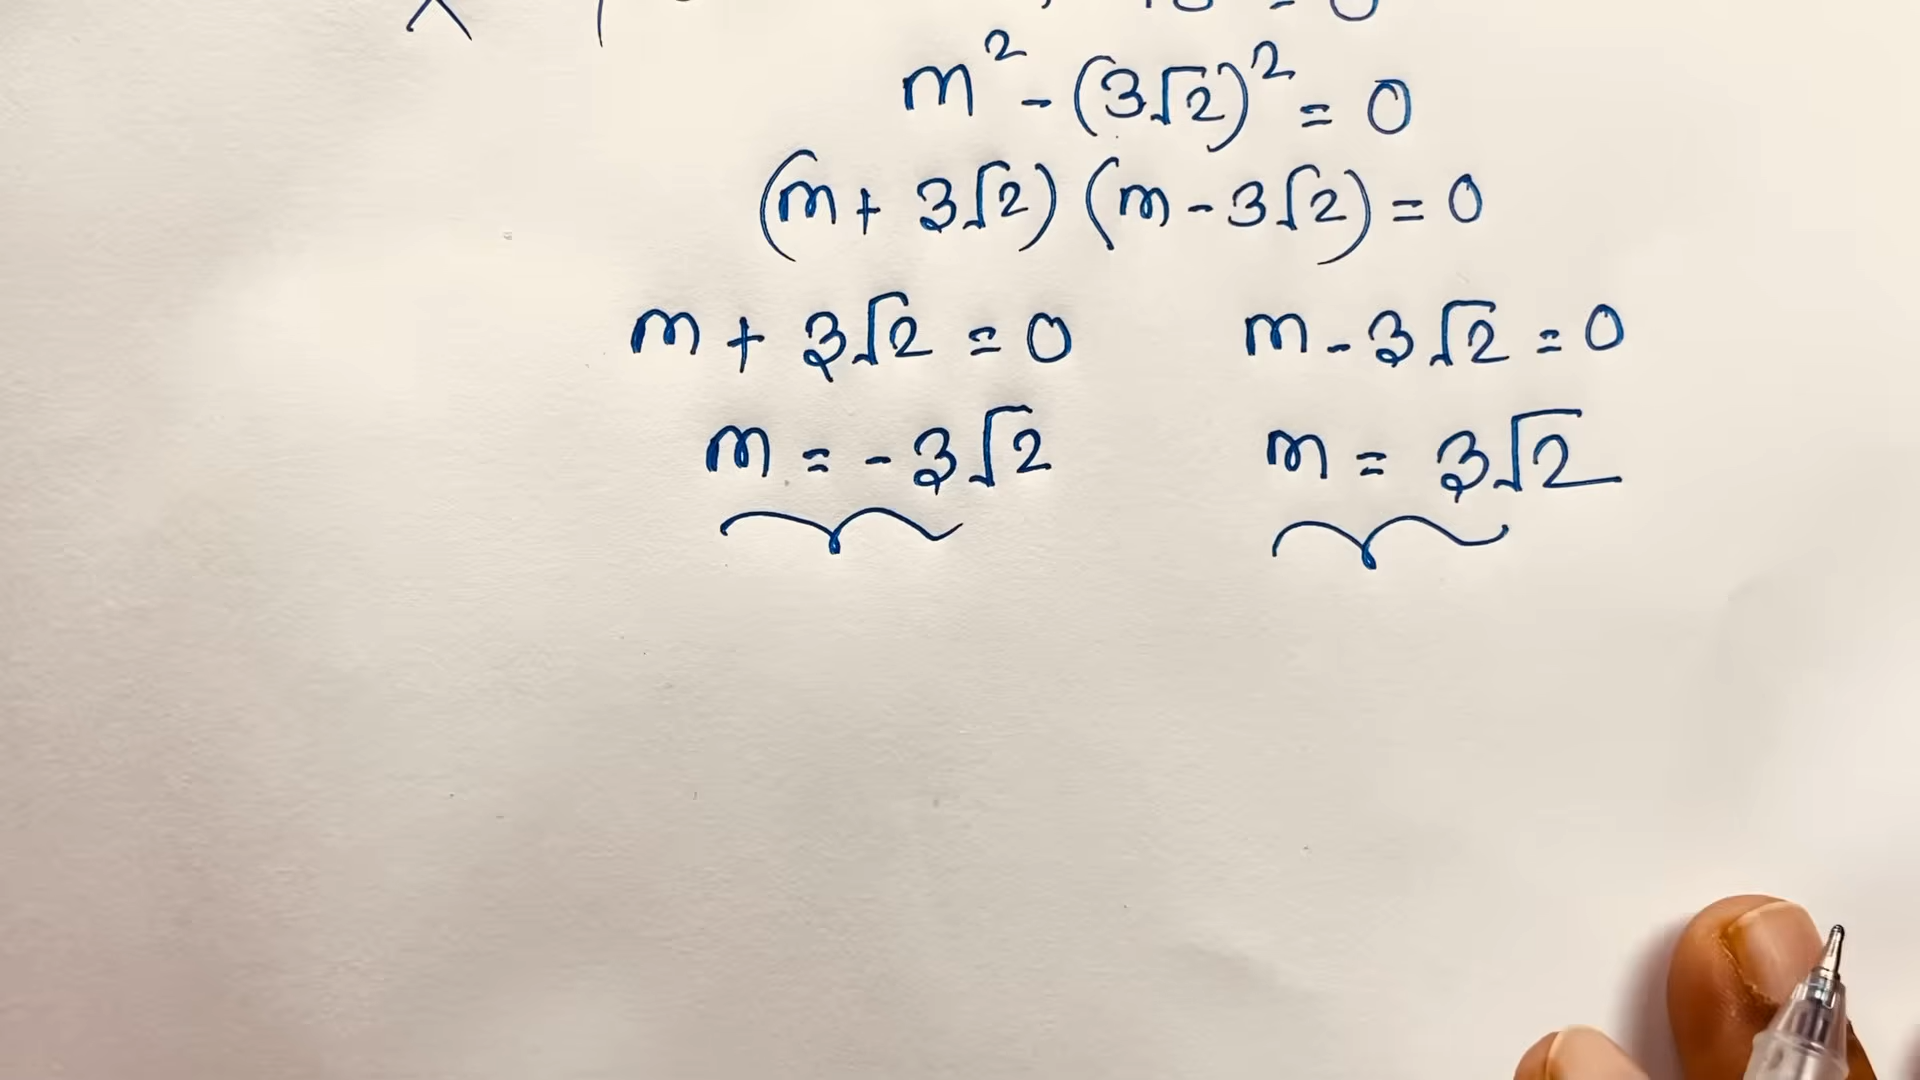 m² - (3√2)² = 0
(m + 3√2) (m - 3√2) = 0
m + 3√2 = 0 m - 3√2 = 0
m = -3√2 m = 3√2